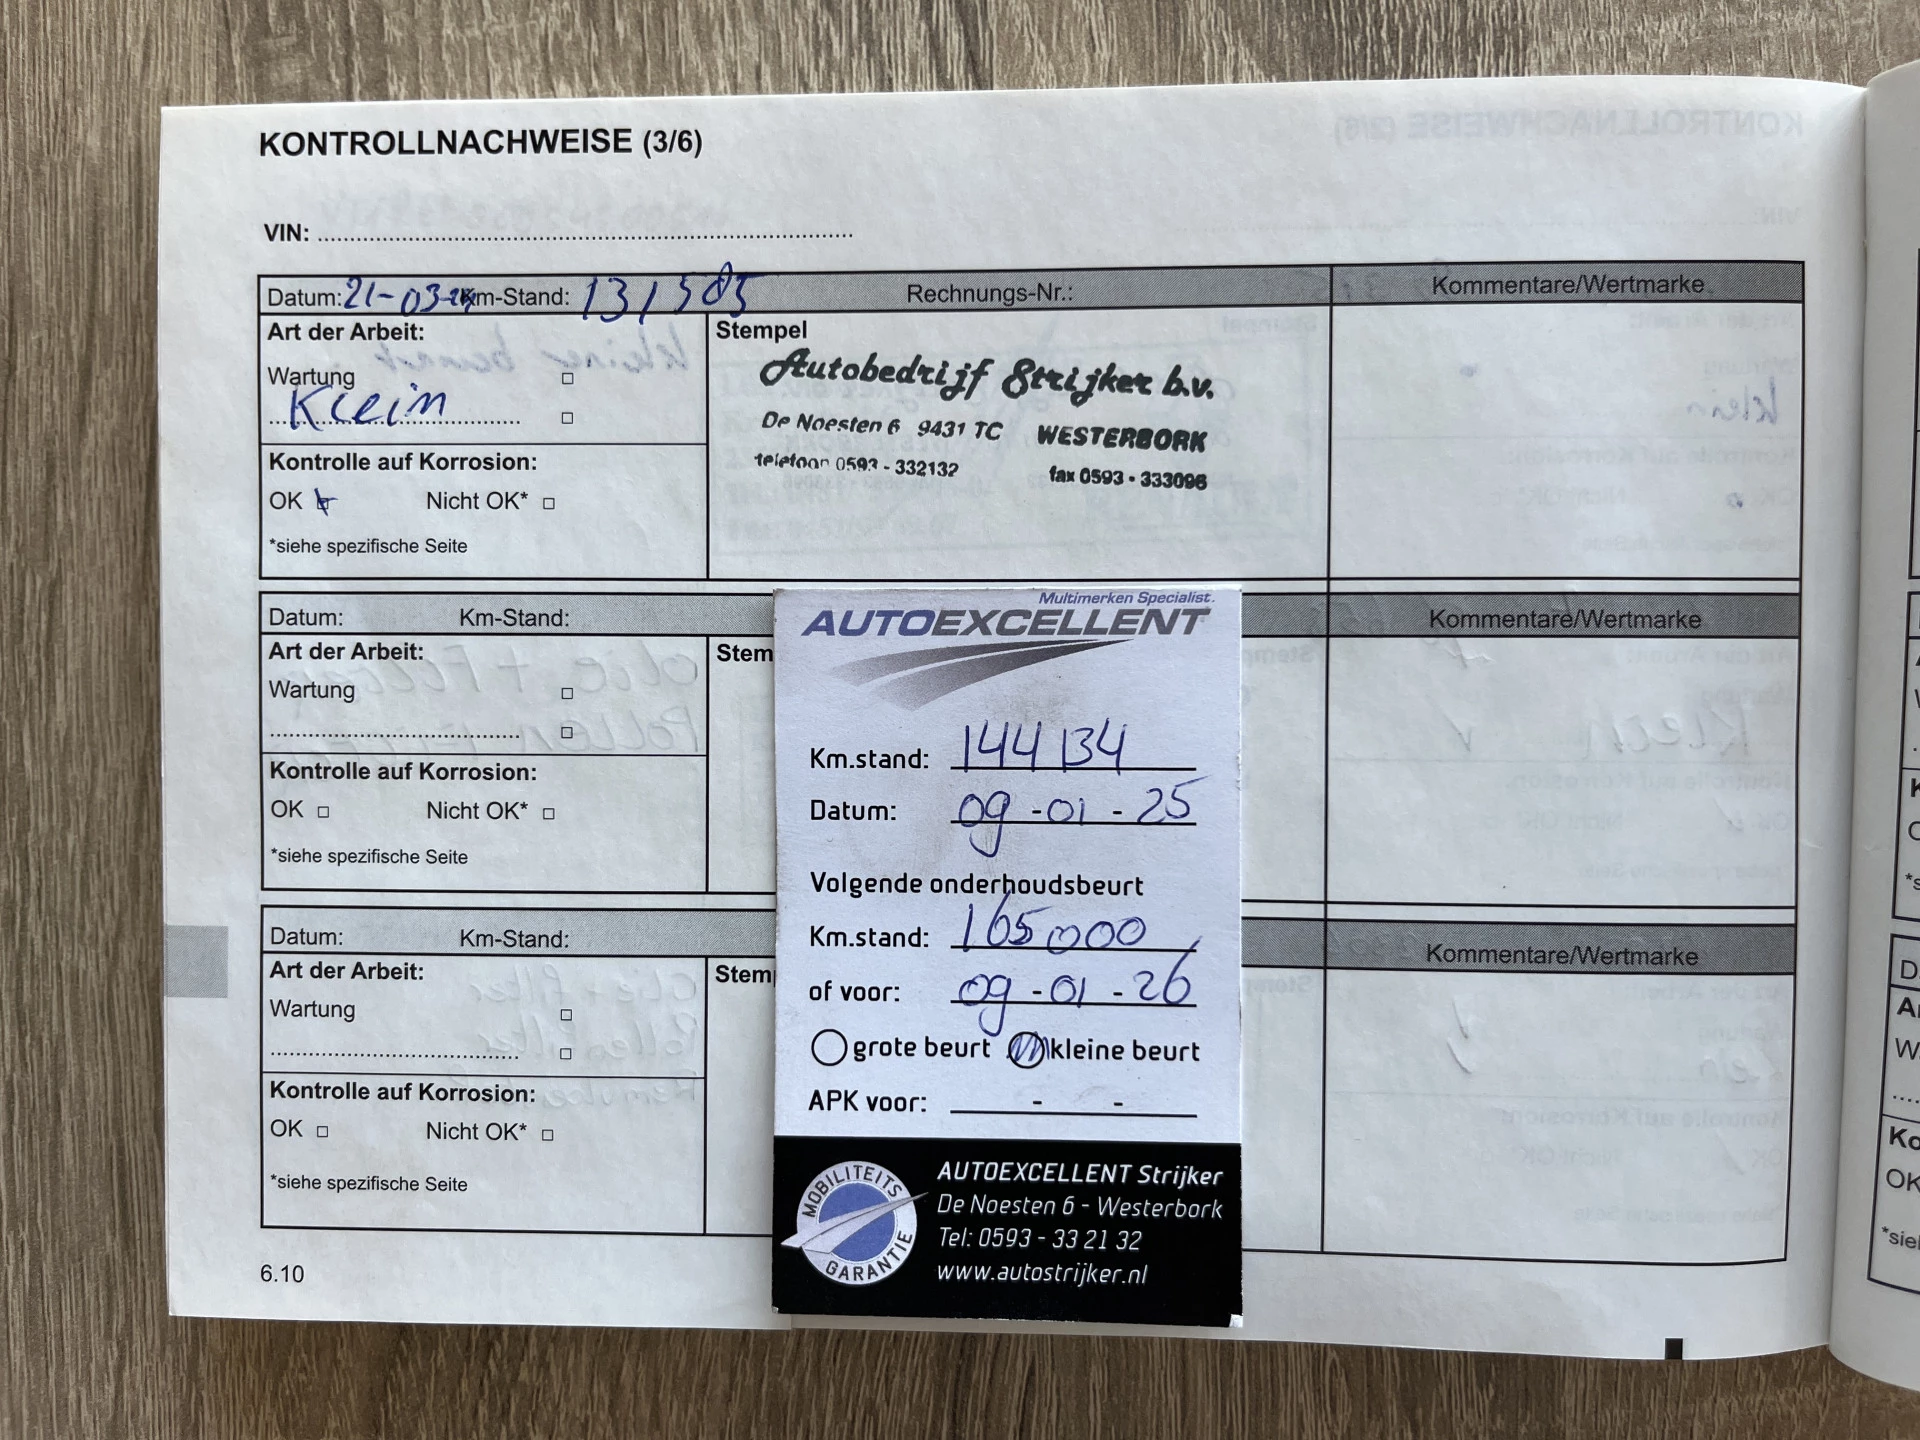 KONTROLLNACHWEISE (3/6)
VIN:
Datum: 21-03-24 Km-Stand: 131585 Rechnungs-Nr.: Kommentare/Wertmarke
Art der Arbeit:
Wartung
Klein
Kontrolle auf Korrosion:
OK Nicht OK*
*siehe spezifische Seite
Stempel
Autobedrijf Strijker b.v.
De Noesten 6 9431 TC WESTERBORK
telefoon 0593 - 332132 fax 0593 - 333096
Datum: Km-Stand: Kommentare/Wertmarke
Art der Arbeit:
Wartung
Kontrolle auf Korrosion:
OK Nicht OK*
*siehe spezifische Seite
Stem
Datum: Km-Stand: Kommentare/Wertmarke
Art der Arbeit:
Wartung
Kontrolle auf Korrosion:
OK Nicht OK*
*siehe spezifische Seite
Stem
6.10
Multimerken Specialist.
AUTOEXCELLENT
Km.stand: 144134
Datum: 09-01-25
Volgende onderhoudsbeurt
Km.stand: 165000
of voor: 09-01-26
grote beurt kleine beurt
APK voor: - -
MOBILITEITS
GARANTIE
AUTOEXCELLENT Strijker
De Noesten 6 - Westerbork
Tel: 0593 - 33 21 32
www.autostrijker.nl